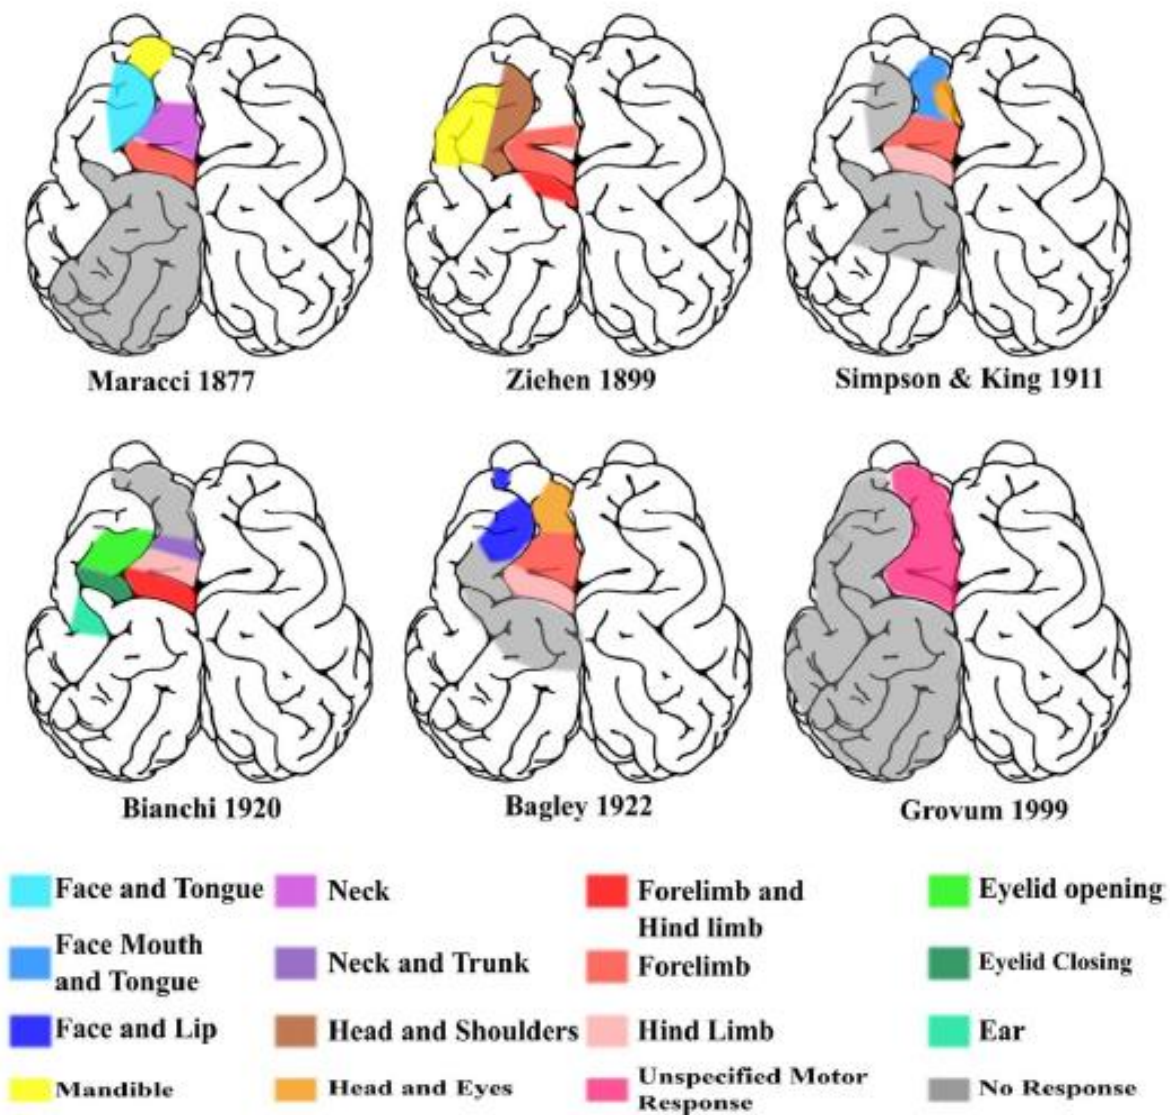 Maracci 1877
Ziehen 1899
Simpson & King 1911
Bianchi 1920
Bagley 1922
Grovum 1999
Face and Tongue
Neck
Forelimb and
Hind limb
Eyelid opening
Face Mouth
and Tongue
Neck and Trunk
Forelimb
Eyelid Closing
Face and Lip
Head and Shoulders
Hind Limb
Ear
Mandible
Head and Eyes
Unspecified Motor
Response
No Response